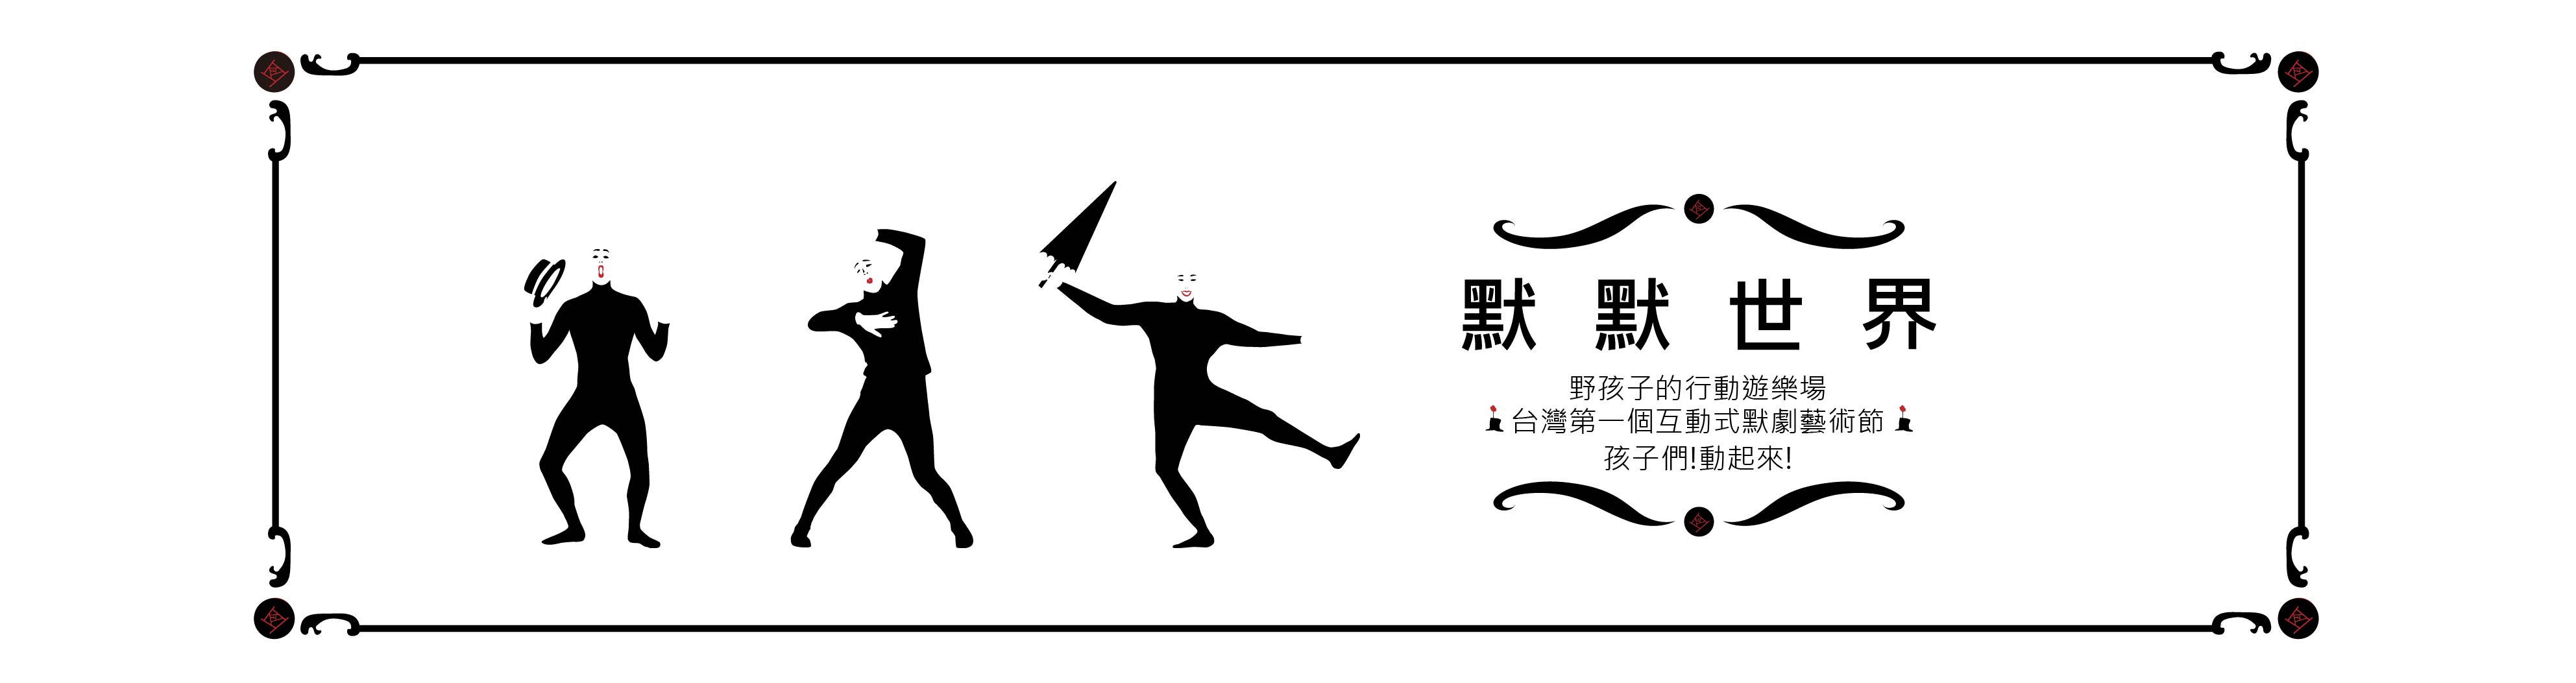 默默世界
野孩子的行動遊樂場
台灣第一個互動式默劇藝術節
孩子們!動起來!